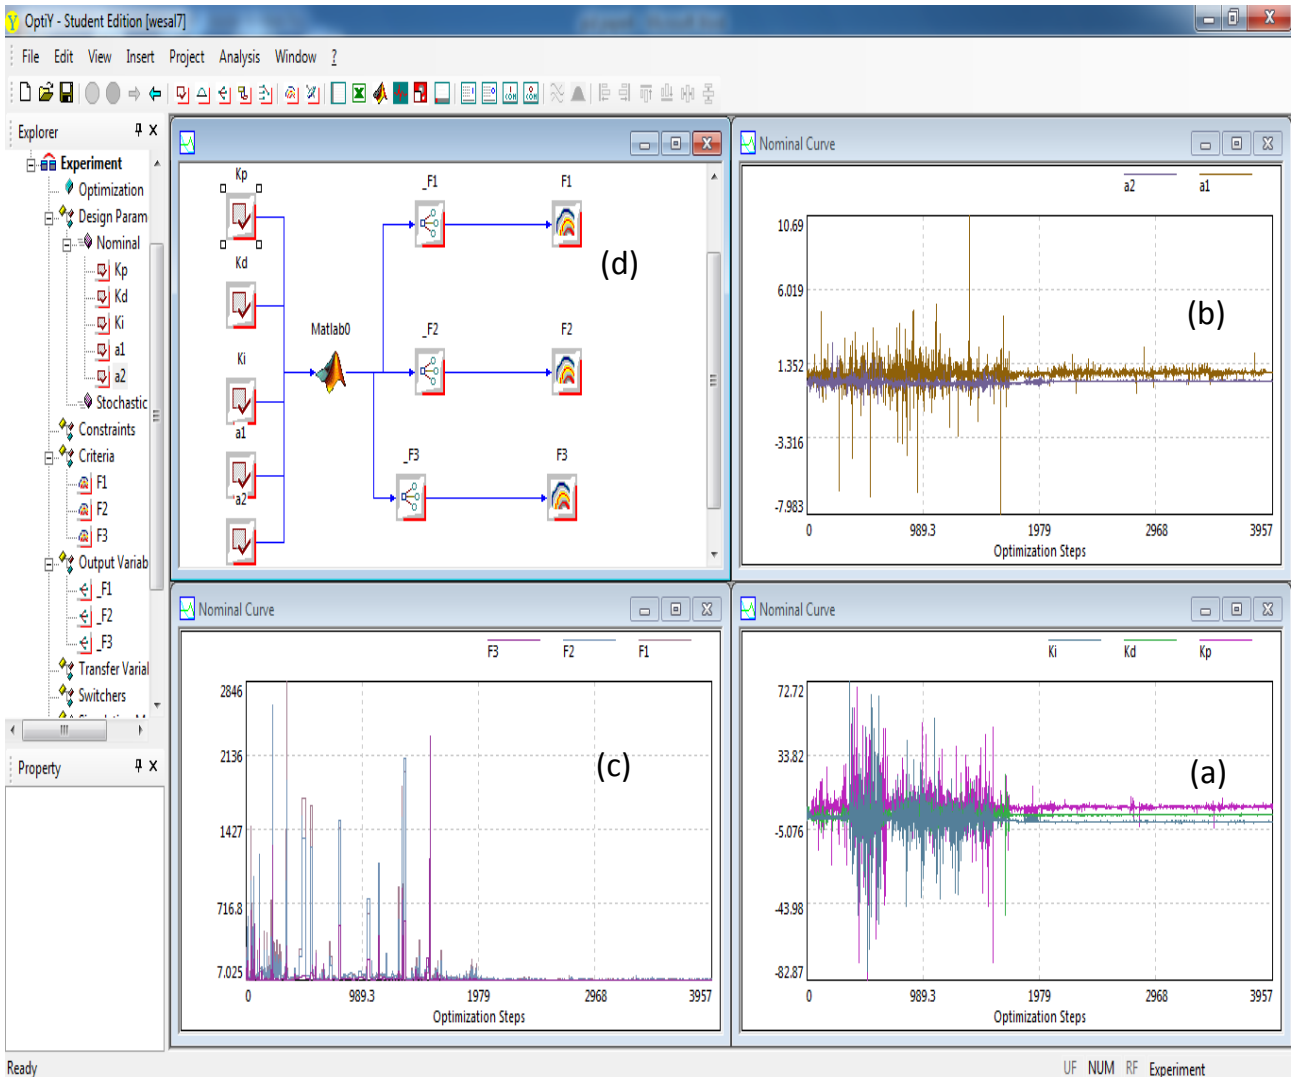 OptiY - Student Edition [wesal7]
File Edit View Insert Project Analysis Window ?
Explorer
Experiment
Optimization
Design Param
Nominal
Kp
Kd
Ki
a1
a2
Stochastic
Constraints
Criteria
F1
F2
F3
Output Variab
_F1
_F2
_F3
Transfer Varial
Switchers
Property
Kp
Kd
Ki
a1
a2
Matlab0
_F1
F1
_F2
F2
_F3
F3
(d)
Nominal Curve
a2 a1
10.69
6.019
1.352
-3.316
-7.983
0 989.3 1979 2968 3957
Optimization Steps
(b)
Nominal Curve
F3 F2 F1
2846
2136
1427
716.8
7.025
0 989.3 1979 2968 3957
Optimization Steps
(c)
Nominal Curve
Ki Kd Kp
72.72
33.82
-5.076
-43.98
-82.87
0 989.3 1979 2968 3957
Optimization Steps
(a)
Ready
UF NUM RF Experiment